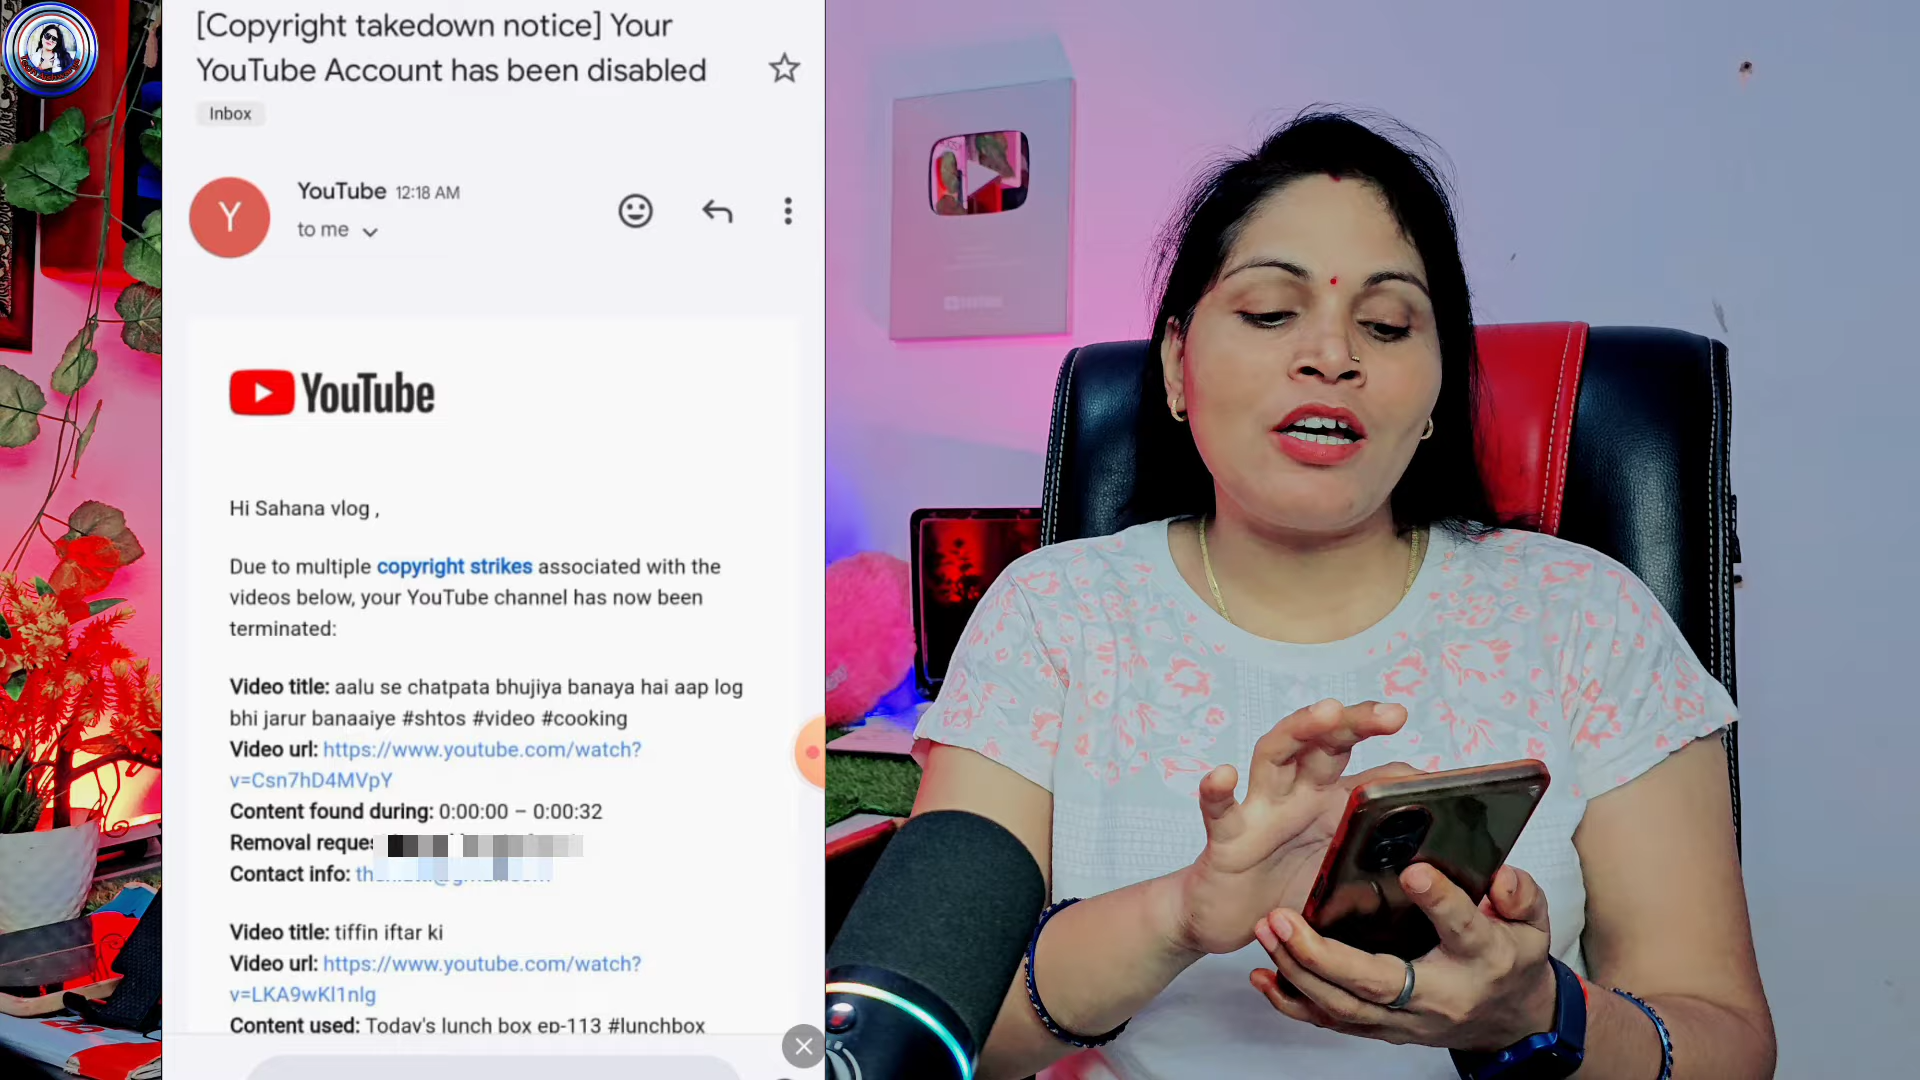 [Copyright takedown notice] Your
YouTube Account has been disabled
Inbox
Y
YouTube 12:18 AM
to me
YouTube
Hi Sahana vlog ,
Due to multiple copyright strikes associated with the
videos below, your YouTube channel has now been
terminated:
Video title: aalu se chatpata bhujiya banaya hai aap log
bhi jarur banaaiye #shtos #video #cooking
Video url: https://www.youtube.com/watch?
v=Csn7hD4MVpY
Content found during: 0:00:00 – 0:00:32
Removal reques
Contact info: th
Video title: tiffin iftar ki
Video url: https://www.youtube.com/watch?
v=LKA9wKl1nlg
Content used: Today's lunch box ep-113 #lunchbox